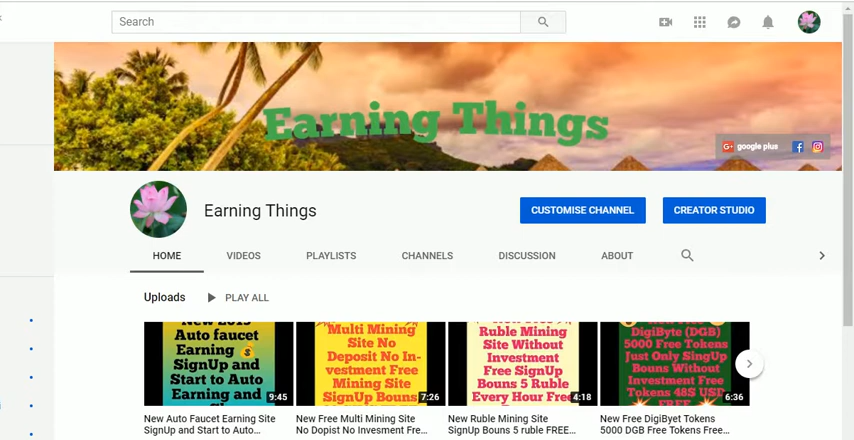 Search
Earning Things
google plus
Earning Things
CUSTOMISE CHANNEL
CREATOR STUDIO
HOME
VIDEOS
PLAYLISTS
CHANNELS
DISCUSSION
ABOUT
Uploads
PLAY ALL
New 2019
Auto faucet
Earning
SignUp and
Start to Auto
Earning and
9:45
Multi Mining
Site No
Deposit No In-
vestment Free
Mining Site
SignUp Bouns
7:26
Ruble Mining
Site Without
Investment
Free SignUp
Bouns 5 Ruble
Every Hour Free
4:18
DigiByte (DGB)
5000 Free Tokens
Just Only SingUp
Bouns Without
Investment Free
Tokens 48$ USD
FREE
6:36
New Auto Faucet Earning Site
SignUp and Start to Auto...
New Free Multi Mining Site
No Dopist No Invesment Fre...
New Ruble Mining Site
SignUp Bouns 5 ruble FREE...
New Free DigiByet Tokens
5000 DGB Free Tokens Free...